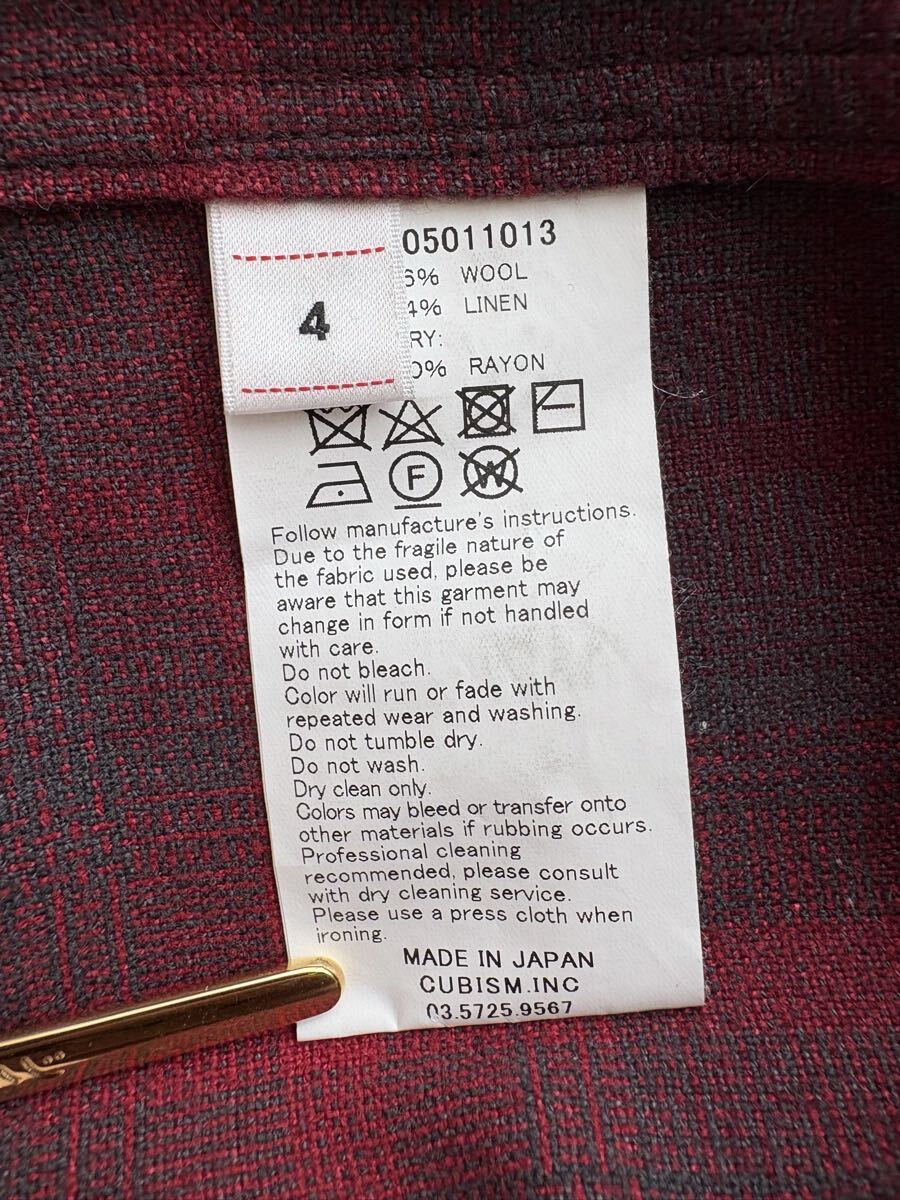 4
05011013
6% WOOL
4% LINEN
RY:
0% RAYON
F
W
Follow manufacture's instructions.
Due to the fragile nature of
the fabric used, please be
aware that this garment may
change in form if not handled
with care.
Do not bleach.
Color will run or fade with
repeated wear and washing.
Do not tumble dry.
Do not wash.
Dry clean only.
Colors may bleed or transfer onto
other materials if rubbing occurs.
Professional cleaning
recommended, please consult
with dry cleaning service.
Please use a press cloth when
ironing.
MADE IN JAPAN
CUBISM.INC
03.5725.9567